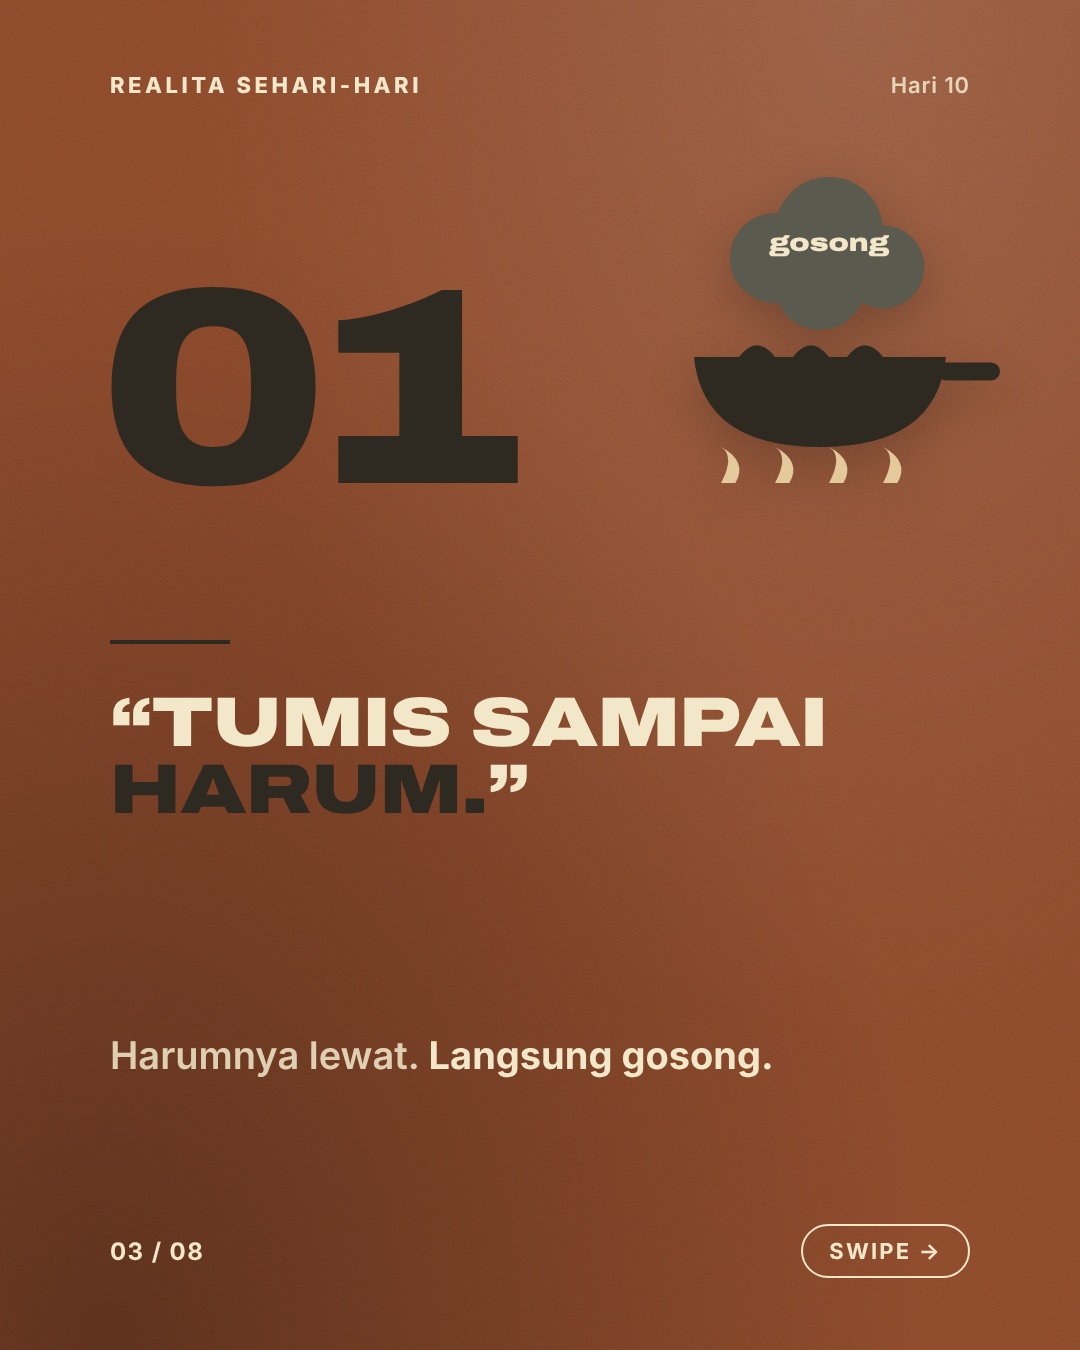 REALITA SEHARI-HARI
Hari 10
gosong
01
“TUMIS SAMPAI
HARUM.”
Harumnya lewat. Langsung gosong.
03 / 08
SWIPE →